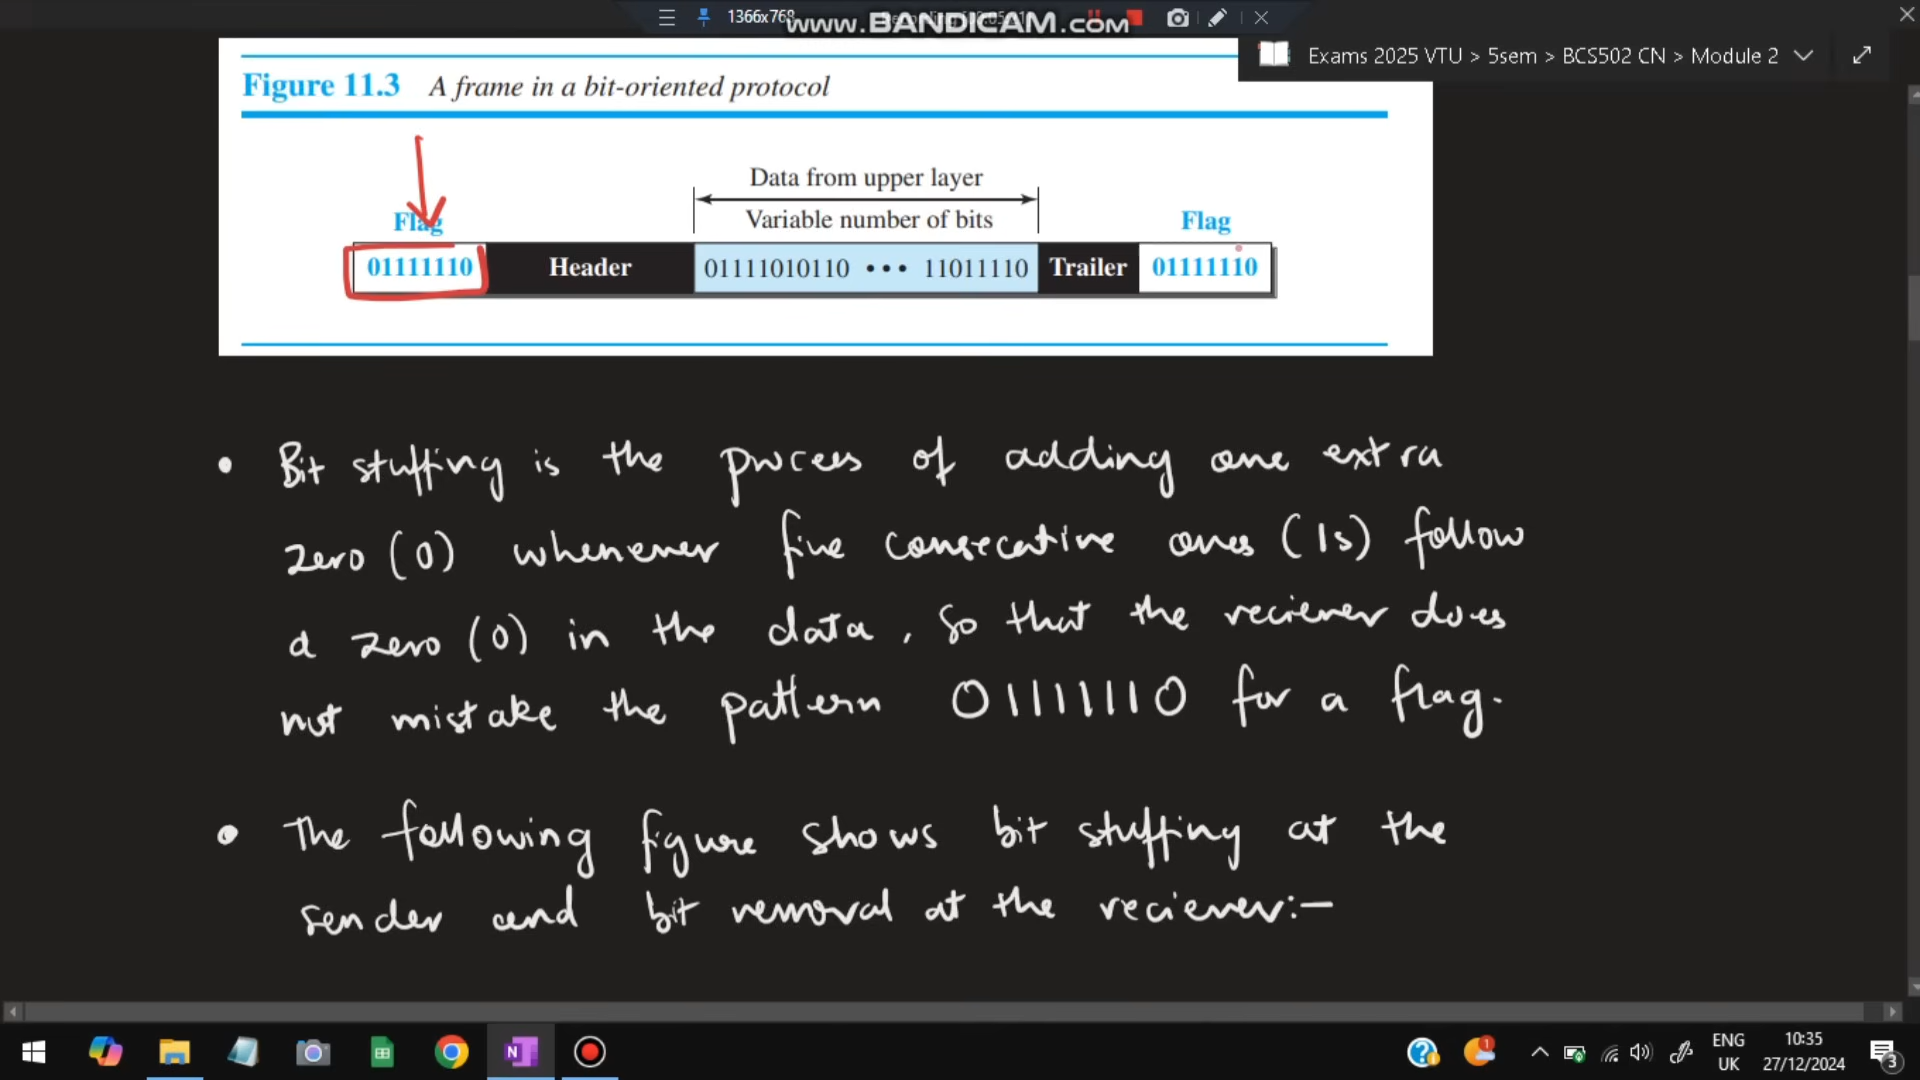 1366x768
www.BANDICAM.com
Exams 2025 VTU > 5sem > BCS502 CN > Module 2
Figure 11.3 A frame in a bit-oriented protocol
Data from upper layer
Variable number of bits
Flag
Flag
01111110 Header 01111010110 ••• 11011110 Trailer 01111110
• Bit stuffing is the process of adding one extra
zero (0) whenever five consecutive ones (1s) follow
a zero (0) in the data, so that the reciever does
not mistake the pattern 01111110 for a flag.
• The following figure shows bit stuffing at the
sender and bit removal at the reciever:-
ENG
UK
10:35
27/12/2024
3